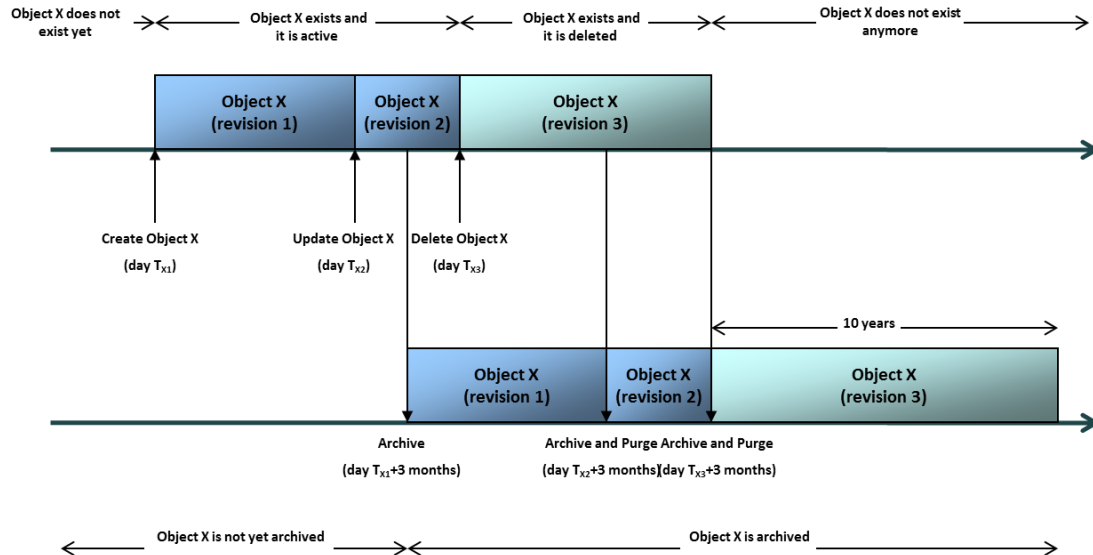 Object X does not
exist yet
Object X exists and
it is active
Object X exists and
it is deleted
Object X does not exist
anymore
Object X
(revision 1)
Object X
(revision 2)
Object X
(revision 3)
Create Object X
(day TX1)
Update Object X
(day TX2)
Delete Object X
(day TX3)
10 years
Object X
(revision 1)
Object X
(revision 2)
Object X
(revision 3)
Archive
(day TX1+3 months)
Archive and Purge
(day TX2+3 months)
Archive and Purge
(day TX3+3 months)
Object X is not yet archived
Object X is archived